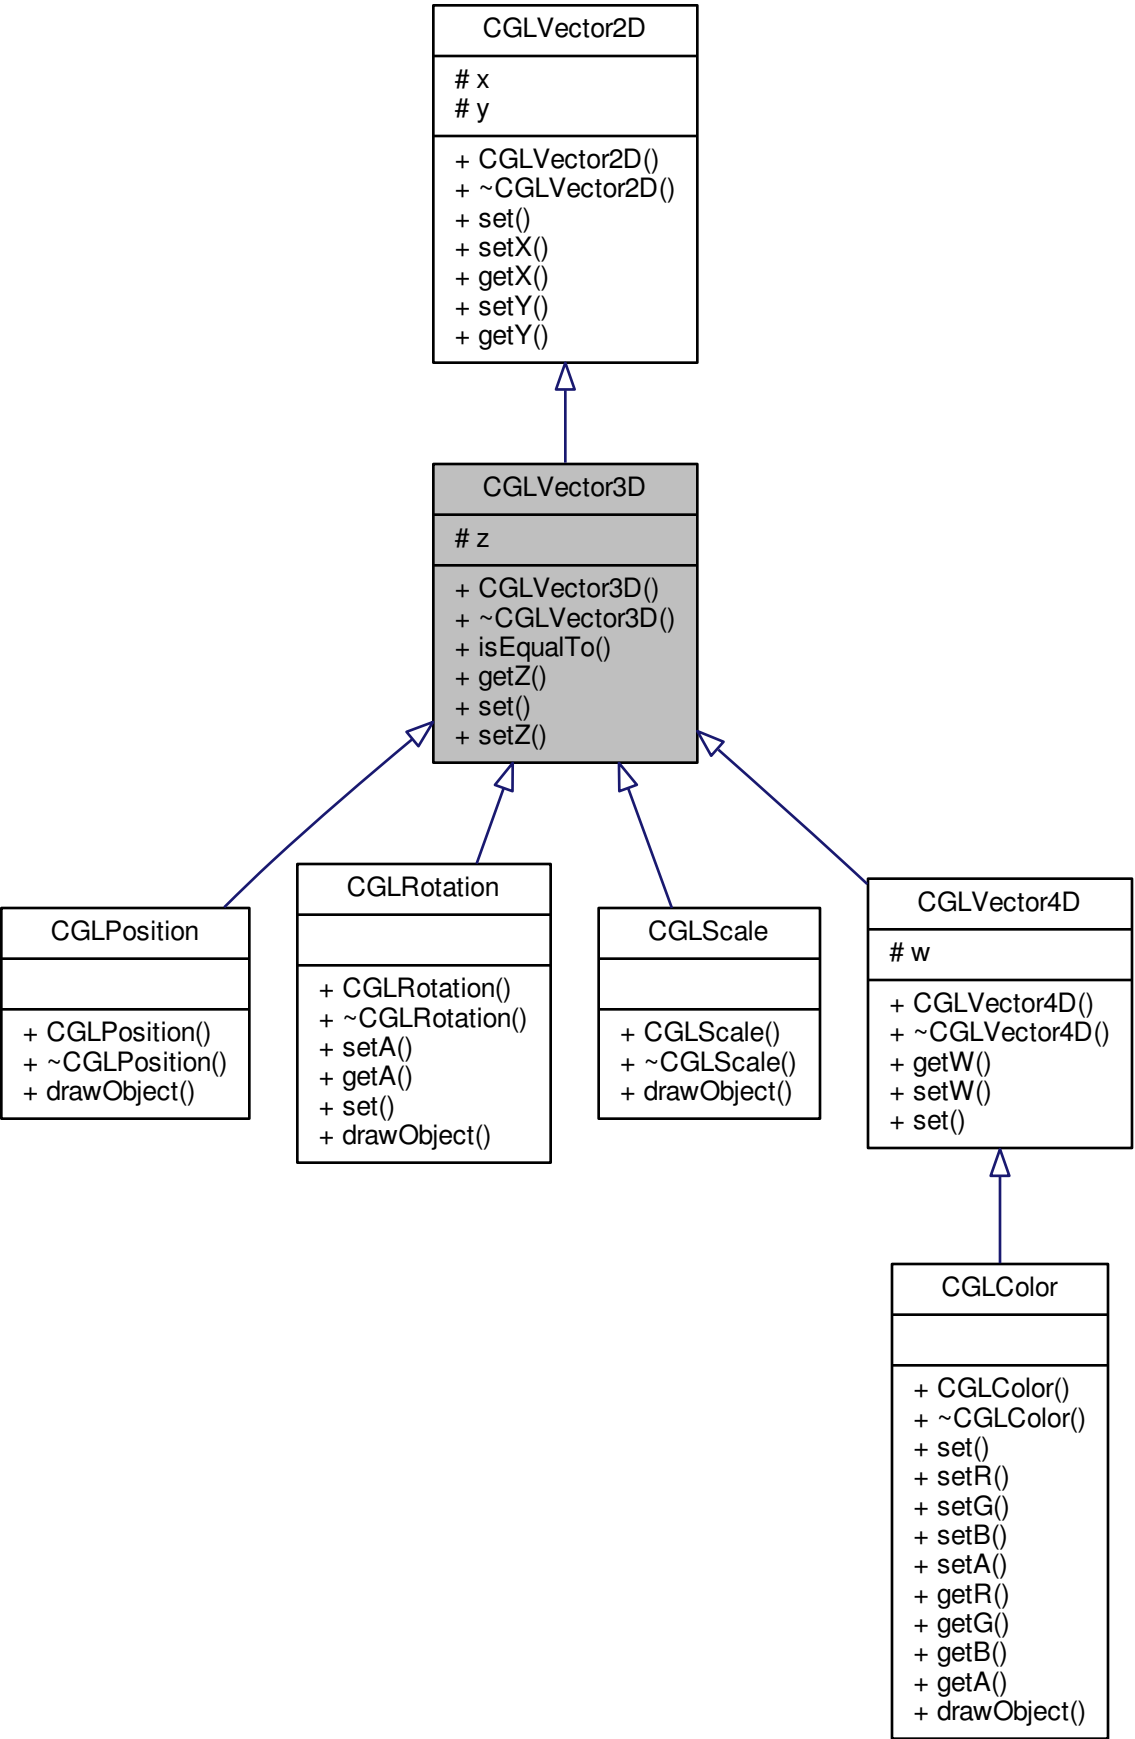 CGLVector2D
# x
# y
+ CGLVector2D()
+ ~CGLVector2D()
+ set()
+ setX()
+ getX()
+ setY()
+ getY()
CGLVector3D
# z
+ CGLVector3D()
+ ~CGLVector3D()
+ isEqualTo()
+ getZ()
+ set()
+ setZ()
CGLPosition
+ CGLPosition()
+ ~CGLPosition()
+ drawObject()
CGLRotation
+ CGLRotation()
+ ~CGLRotation()
+ setA()
+ getA()
+ set()
+ drawObject()
CGLScale
+ CGLScale()
+ ~CGLScale()
+ drawObject()
CGLVector4D
# w
+ CGLVector4D()
+ ~CGLVector4D()
+ getW()
+ setW()
+ set()
CGLColor
+ CGLColor()
+ ~CGLColor()
+ set()
+ setR()
+ setG()
+ setB()
+ setA()
+ getR()
+ getG()
+ getB()
+ getA()
+ drawObject()